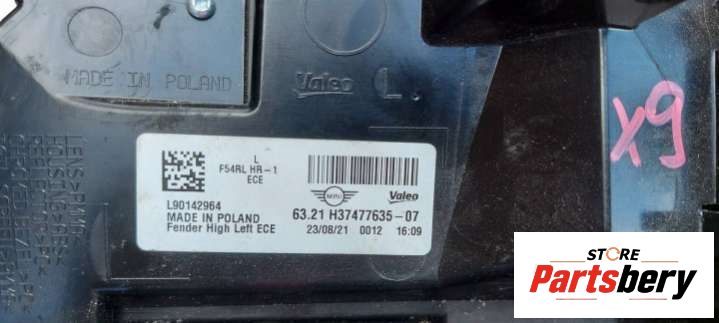 MADE IN POLAND
Valeo L
X9
L
F54RL HR-1
ECE
MINI Valeo
L90142964
63.21 H37477635-07
MADE IN POLAND
23/08/21 0012 16:09
Fender High Left ECE
STORE
Partsbery